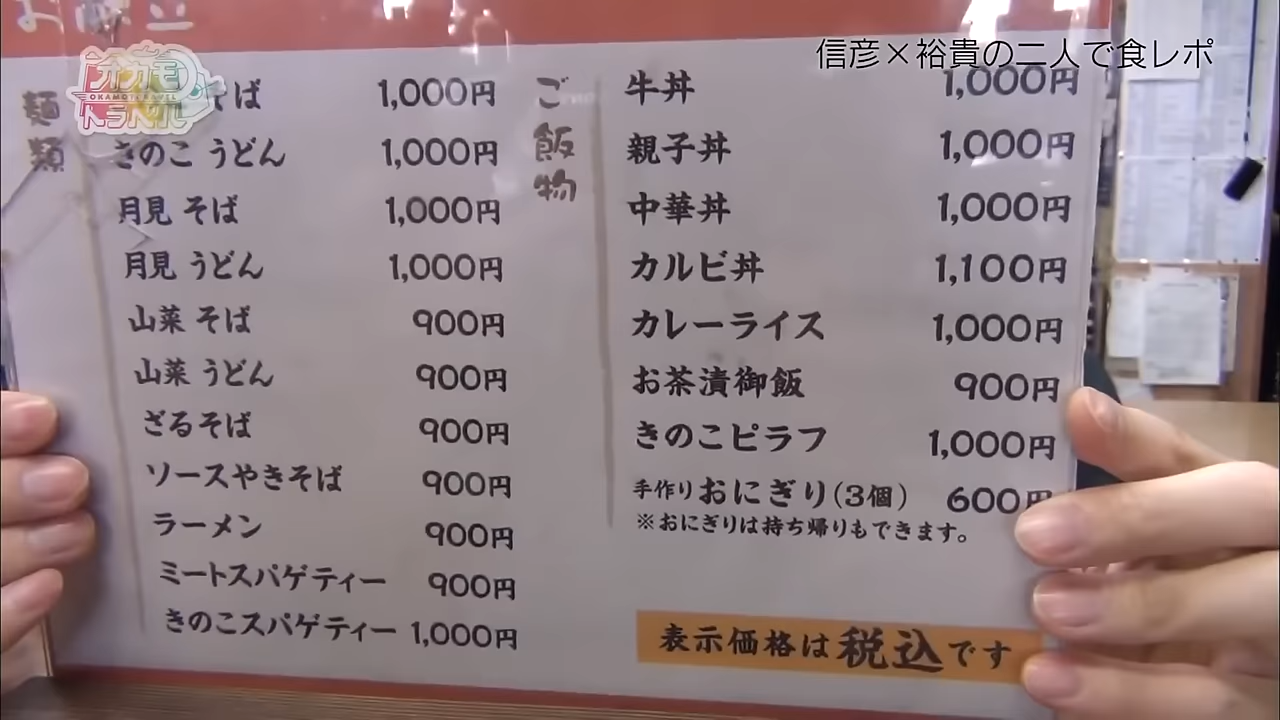 信彦×裕貴の二人で食レポ
オカモ
OKAMOTRAVEL
トラベル
麺類
そば 1,000円
きのこ うどん 1,000円
月見 そば 1,000円
月見 うどん 1,000円
山菜 そば 900円
山菜 うどん 900円
ざるそば 900円
ソースやきそば 900円
ラーメン 900円
ミートスパゲティー 900円
きのこスパゲティー 1,000円
ご飯物
牛丼 1,000円
親子丼 1,000円
中華丼 1,000円
カルビ丼 1,100円
カレーライス 1,000円
お茶漬御飯 900円
きのこピラフ 1,000円
手作りおにぎり(3個) 600円
※おにぎりは持ち帰りもできます。
表示価格は税込です